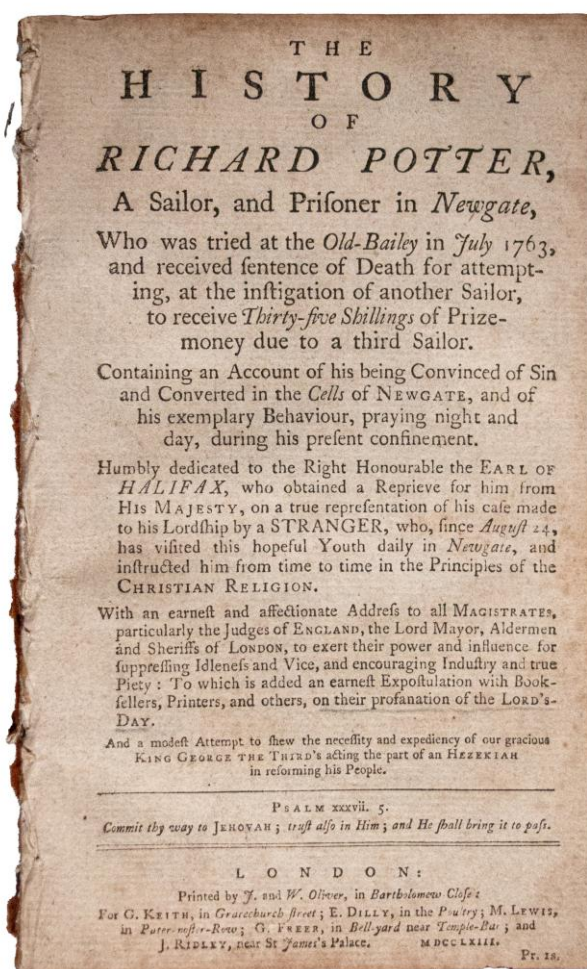 THE
HISTORY
OF
RICHARD POTTER,
A Sailor, and Priſoner in Newgate,
Who was tried at the Old-Bailey in July 1763,
and received ſentence of Death for attempt-
ing, at the inſtigation of another Sailor,
to receive Thirty-five Shillings of Prize-
money due to a third Sailor.
Containing an Account of his being Convinced of Sin
and Converted in the Cells of NEWGATE, and of
his exemplary Behaviour, praying night and
day, during his preſent confinement.
Humbly dedicated to the Right Honourable the EARL OF
HALIFAX, who obtained a Reprieve for him from
HIS MAJESTY, on a true repreſentation of his caſe made
to his Lordſhip by a STRANGER, who, ſince Auguſt 24,
has viſited this hopeful Youth daily in Newgate, and
inſtructed him from time to time in the Principles of the
CHRISTIAN RELIGION.
With an earneſt and affectionate Addreſs to all MAGISTRATES,
particularly the Judges of ENGLAND, the Lord Mayor, Aldermen
and Sheriffs of LONDON, to exert their power and influence for
ſuppreſſing Idleneſs and Vice, and encouraging Induſtry and true
Piety : To which is added an earneſt Expoſtulation with Book-
ſellers, Printers, and others, on their profanation of the LORD's-
DAY.
And a modeſt Attempt to ſhew the neceſſity and expediency of our gracious
KING GEORGE THE THIRD's acting the part of an HEZEKIAH
in reforming his People.
PSALM xxxvii. 5.
Commit thy way to JEHOVAH ; truſt alſo in Him ; and He ſhall bring it to paſs.
LONDON:
Printed by J. and W. Oliver, in Bartholomew Cloſe :
For G. KEITH, in Gracechurch ſtreet ; E. DILLY, in the Poultry ; M. LEWIS,
in Pater-noſter-Row ; G. FREER, in Bell-yard near Temple-Bar ; and
J. RIDLEY, near St James's Palace. MDCCLXIII.
Pr. 1s.